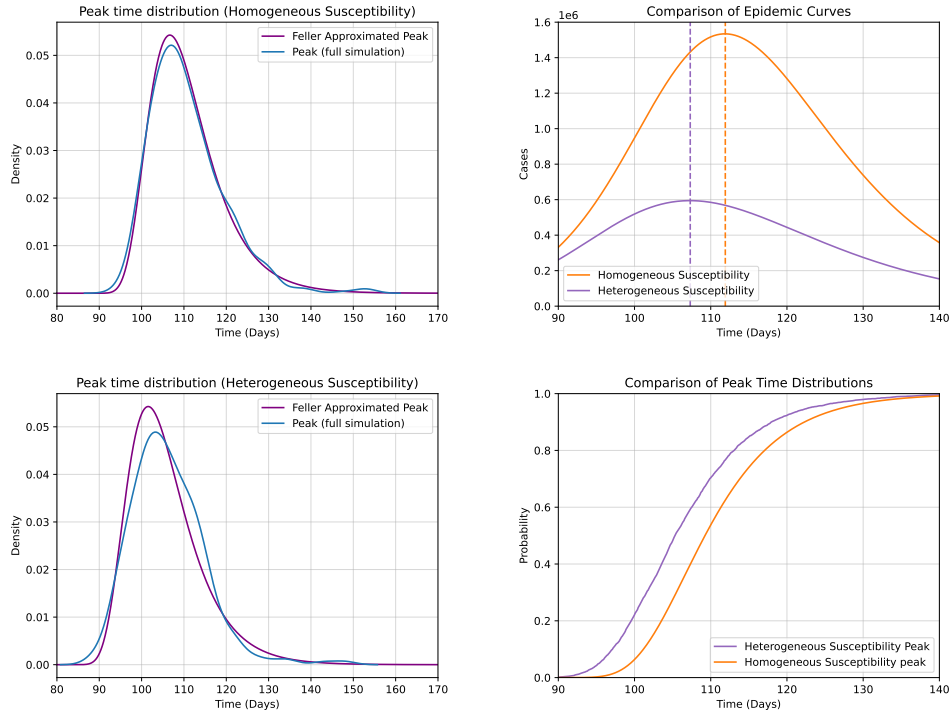 Peak time distribution (Homogeneous Susceptibility)
Feller Approximated Peak
Peak (full simulation)
0.05
0.04
0.03
0.02
0.01
0.00
Density
80 90 100 110 120 130 140 150 160 170
Time (Days)
Comparison of Epidemic Curves
1e6
1.6
1.4
1.2
1.0
0.8
0.6
0.4
0.2
0.0
Cases
Homogeneous Susceptibility
Heterogeneous Susceptibility
90 100 110 120 130 140
Time (Days)
Peak time distribution (Heterogeneous Susceptibility)
Feller Approximated Peak
Peak (full simulation)
0.05
0.04
0.03
0.02
0.01
0.00
Density
80 90 100 110 120 130 140 150 160 170
Time (Days)
Comparison of Peak Time Distributions
1.0
0.8
0.6
0.4
0.2
0.0
Probability
Heterogeneous Susceptibility Peak
Homogeneous Susceptibility peak
90 100 110 120 130 140
Time (Days)